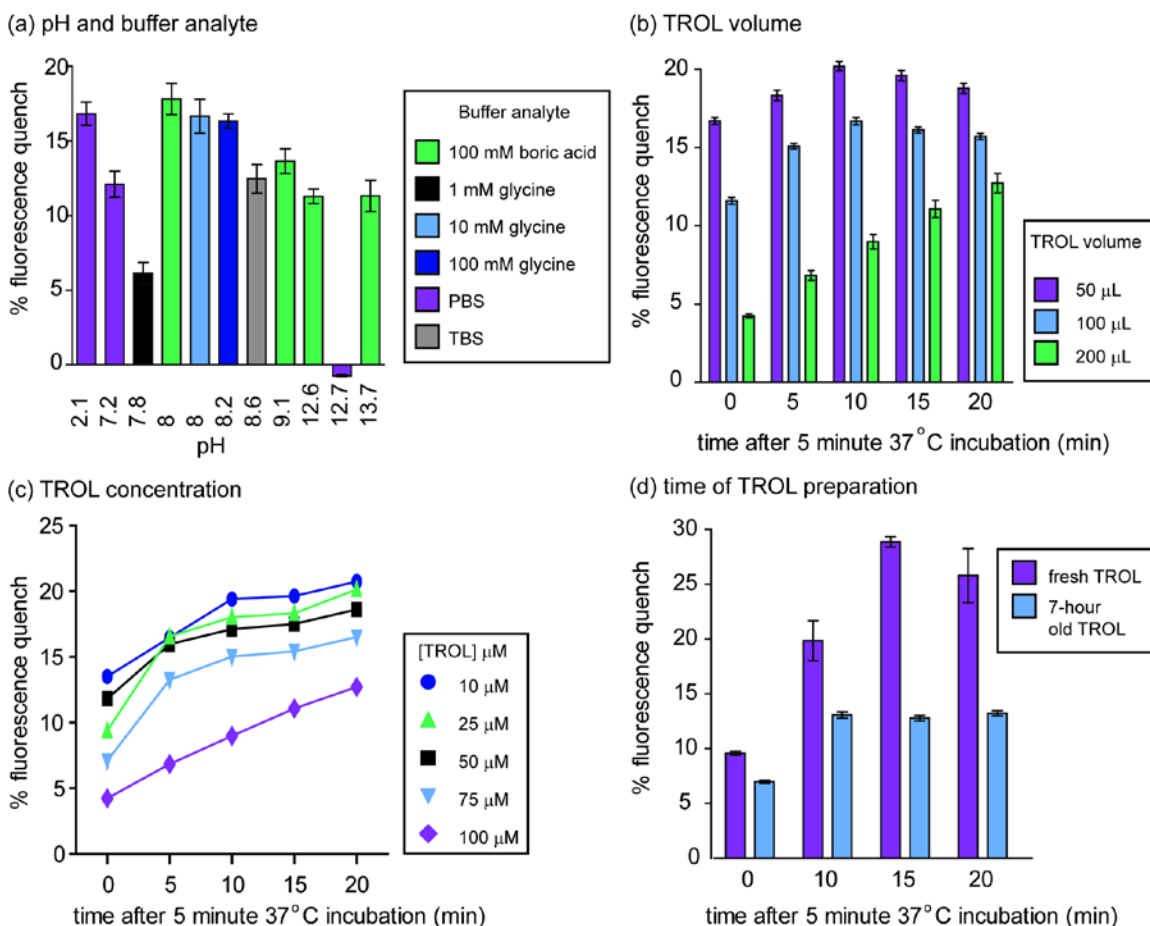 (a) pH and buffer analyte
% fluorescence quench
20
15
10
5
0
2.1
7.2
7.8
8
8
8.2
8.6
9.1
12.6
12.7
13.7
pH
Buffer analyte
100 mM boric acid
1 mM glycine
10 mM glycine
100 mM glycine
PBS
TBS
(b) TROL volume
% fluorescence quench
20
15
10
5
0
0 5 10 15 20
time after 5 minute 37°C incubation (min)
TROL volume
50 μL
100 μL
200 μL
(c) TROL concentration
% fluorescence quench
25
20
15
10
5
0
0 5 10 15 20
time after 5 minute 37°C incubation (min)
[TROL] μM
10 μM
25 μM
50 μM
75 μM
100 μM
(d) time of TROL preparation
% fluorescence quench
30
25
20
15
10
5
0
0 10 15 20
time after 5 minute 37°C incubation (min)
fresh TROL
7-hour
old TROL